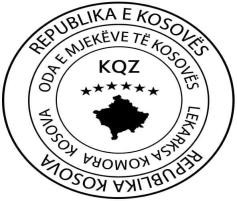 REPUBLIKA E KOSOVËS
ODA E MJEKËVE TË KOSOVËS
KQZ
LEKARSKA KOMORA KOSOVA
REPUBLIKA KOSOVA